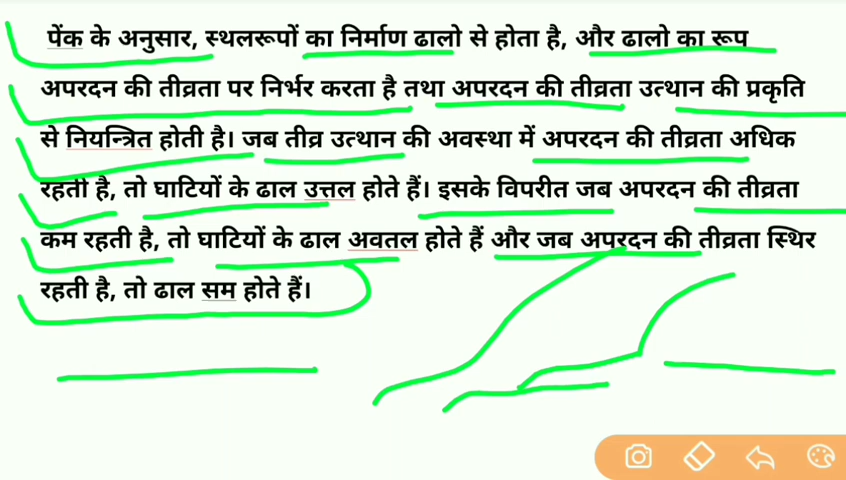 पेंक के अनुसार, स्थलरूपों का निर्माण ढालो से होता है, और ढालो का रूप
अपरदन की तीव्रता पर निर्भर करता है तथा अपरदन की तीव्रता उत्थान की प्रकृति
से नियन्त्रित होती है। जब तीव्र उत्थान की अवस्था में अपरदन की तीव्रता अधिक
रहती है, तो घाटियों के ढाल उत्तल होते हैं। इसके विपरीत जब अपरदन की तीव्रता
कम रहती है, तो घाटियों के ढाल अवतल होते हैं और जब अपरदन की तीव्रता स्थिर
रहती है, तो ढाल सम होते हैं।